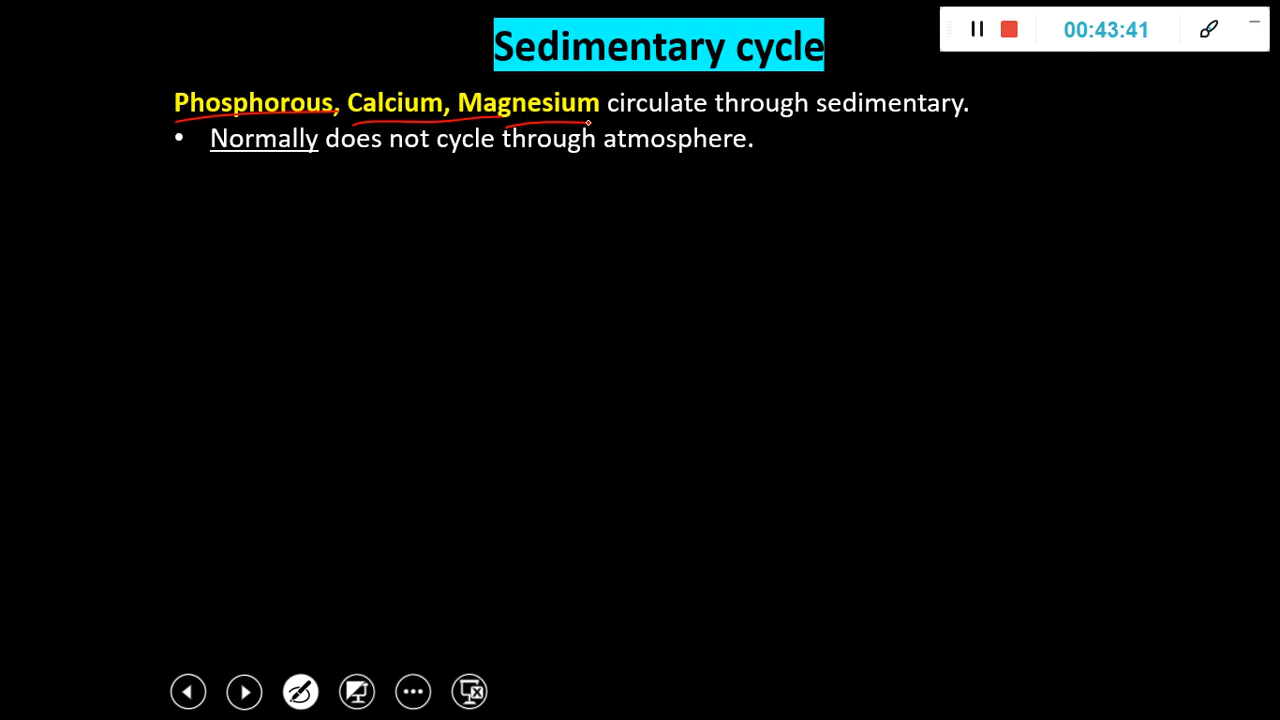 Sedimentary cycle
00:43:41
Phosphorous, Calcium, Magnesium circulate through sedimentary.
• Normally does not cycle through atmosphere.